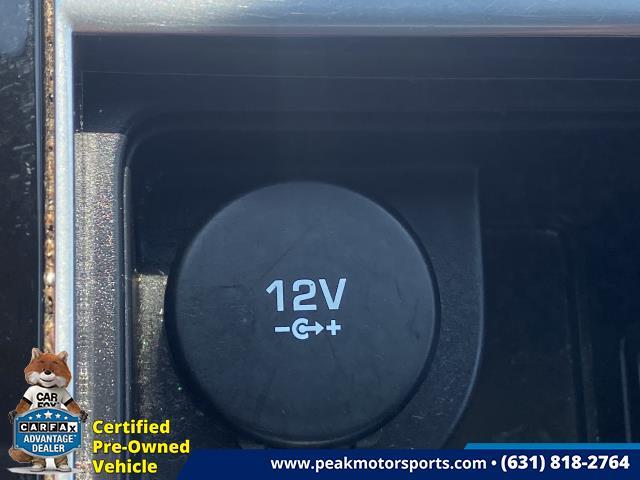 12V
- +
CAR
FOX
CARFAX
ADVANTAGE
DEALER
Certified
Pre-Owned
Vehicle
www.peakmotorsports.com • (631) 818-2764